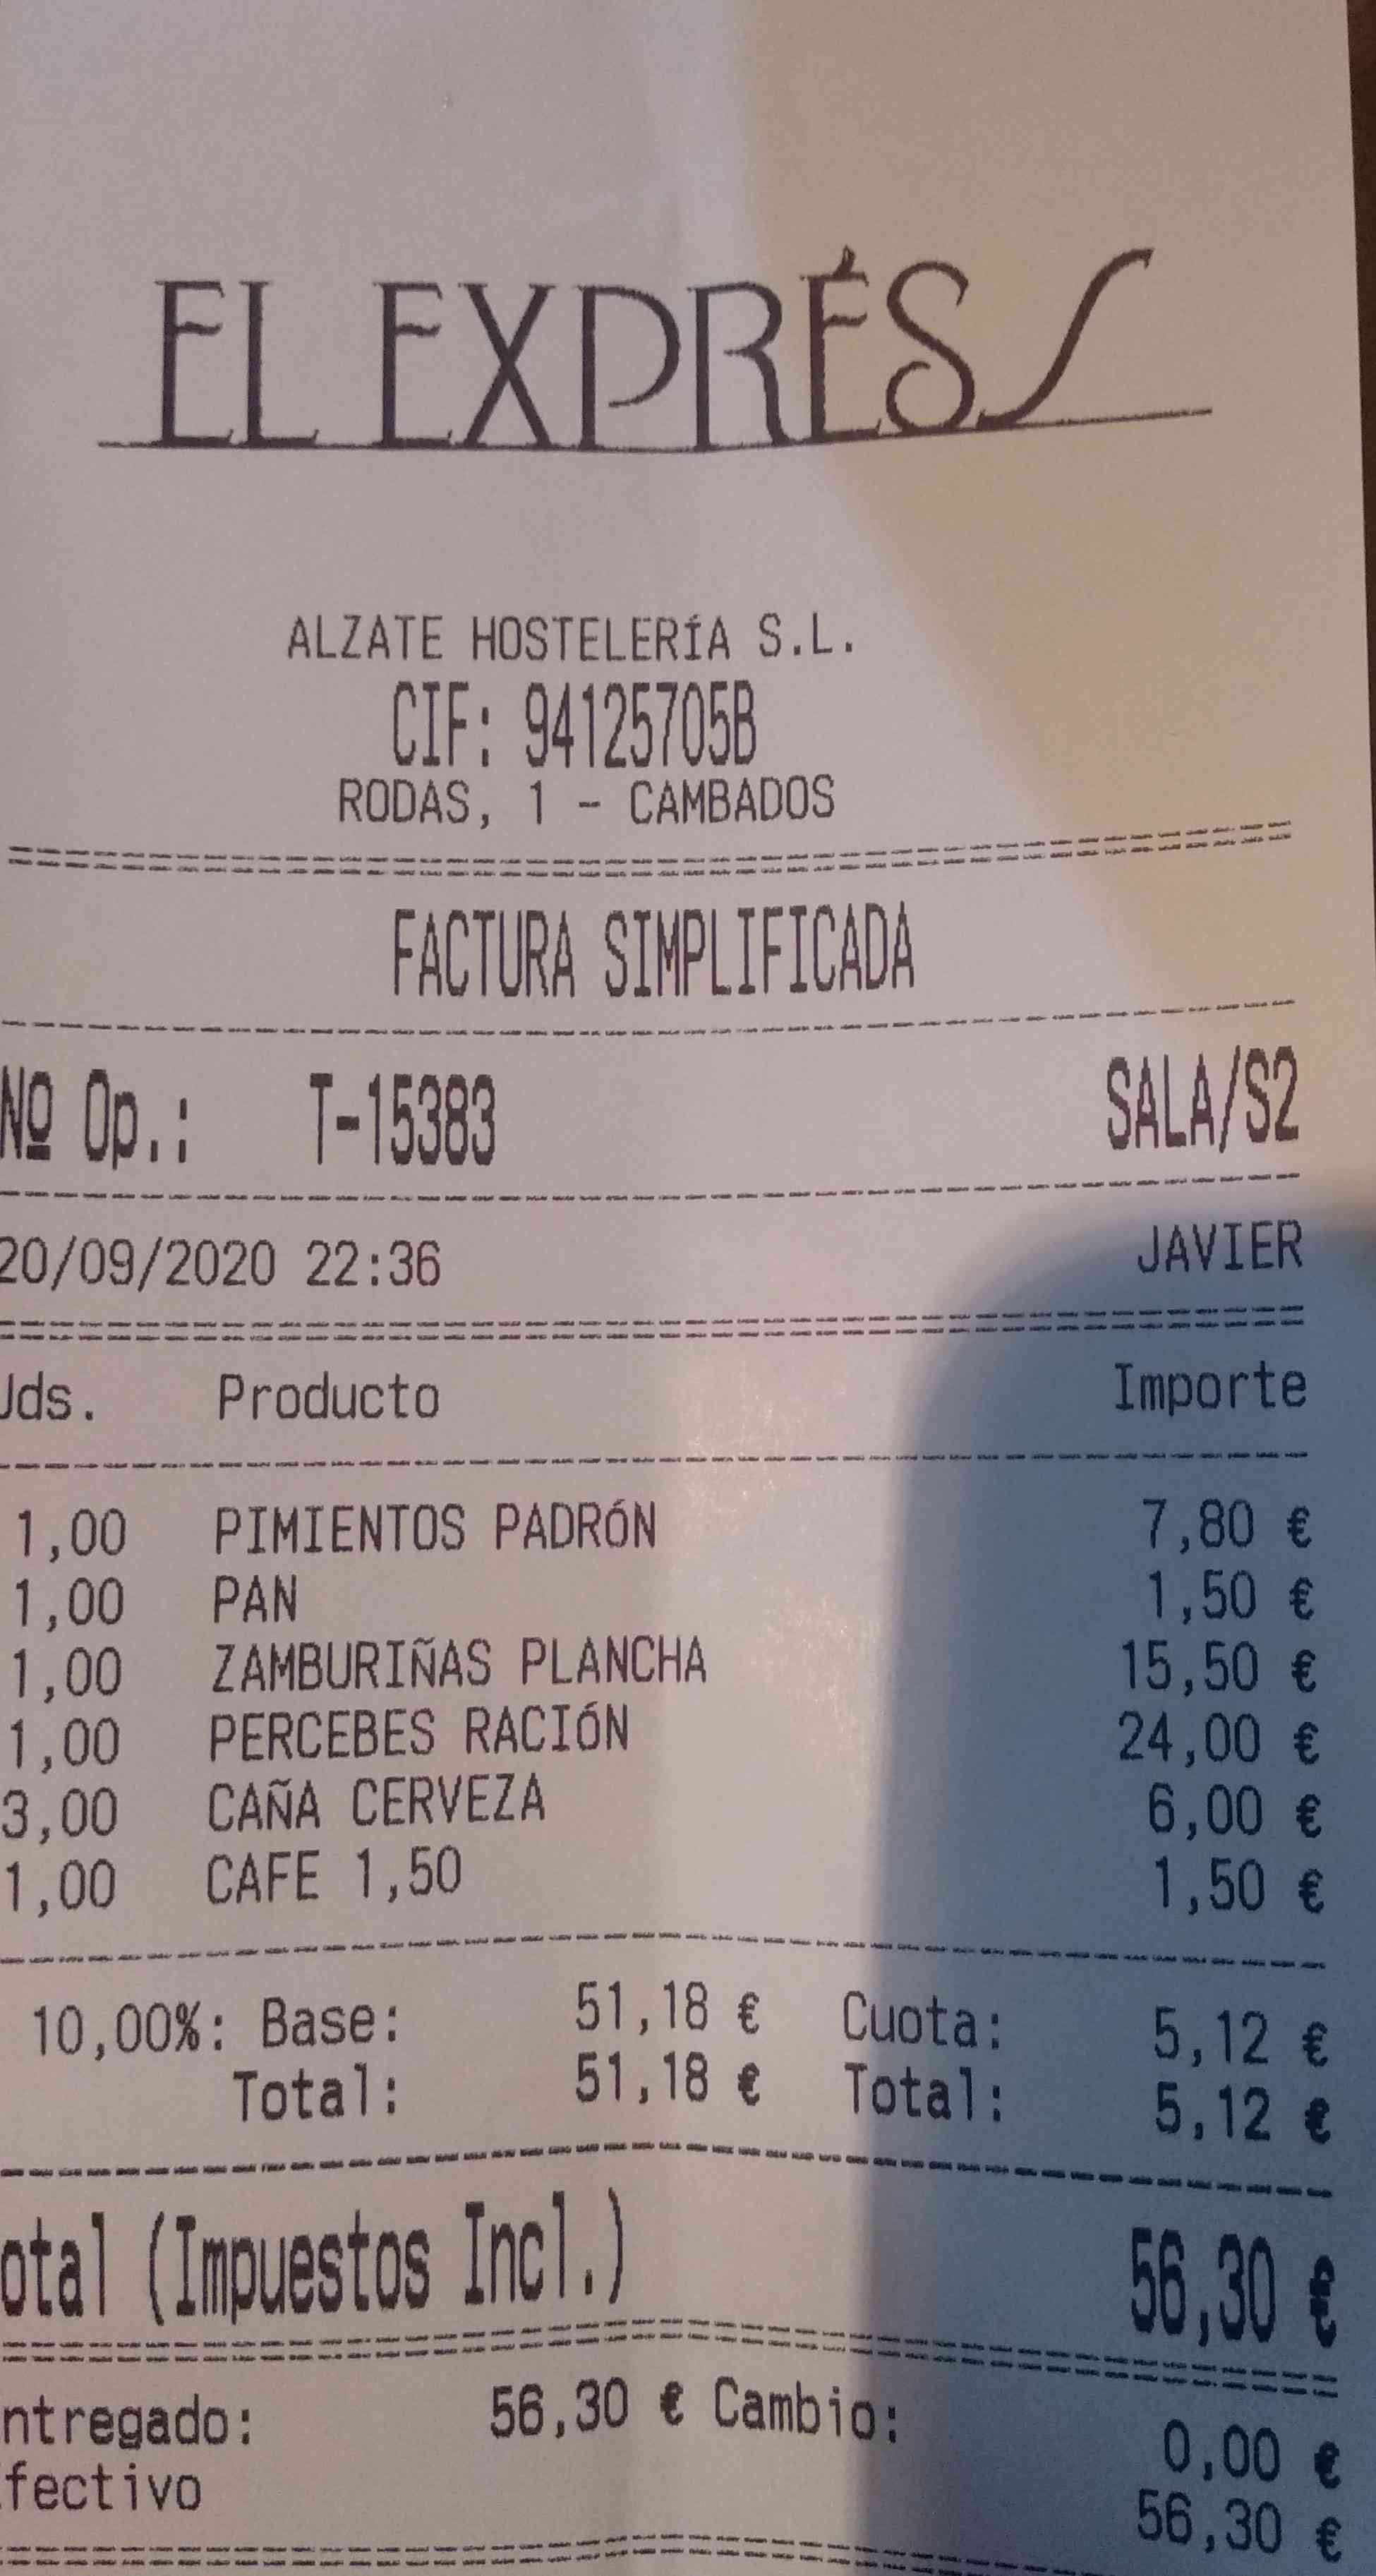 EL EXPRÉS
ALZATE HOSTELERÍA S.L.
CIF: 94125705B
RODAS, 1 - CAMBADOS
FACTURA SIMPLIFICADA
Nº Op.: T-15383 SALA/S2
20/09/2020 22:36 JAVIER
Uds. Producto Importe
1,00 PIMIENTOS PADRÓN 7,80 €
1,00 PAN 1,50 €
1,00 ZAMBURIÑAS PLANCHA 15,50 €
1,00 PERCEBES RACIÓN 24,00 €
3,00 CAÑA CERVEZA 6,00 €
1,00 CAFE 1,50 1,50 €
10,00%: Base: 51,18 € Cuota: 5,12 €
Total: 51,18 € Total: 5,12 €
otal (Impuestos Incl.) 56,30 €
ntregado: 56,30 € Cambio: 0,00 €
fectivo 56,30 €